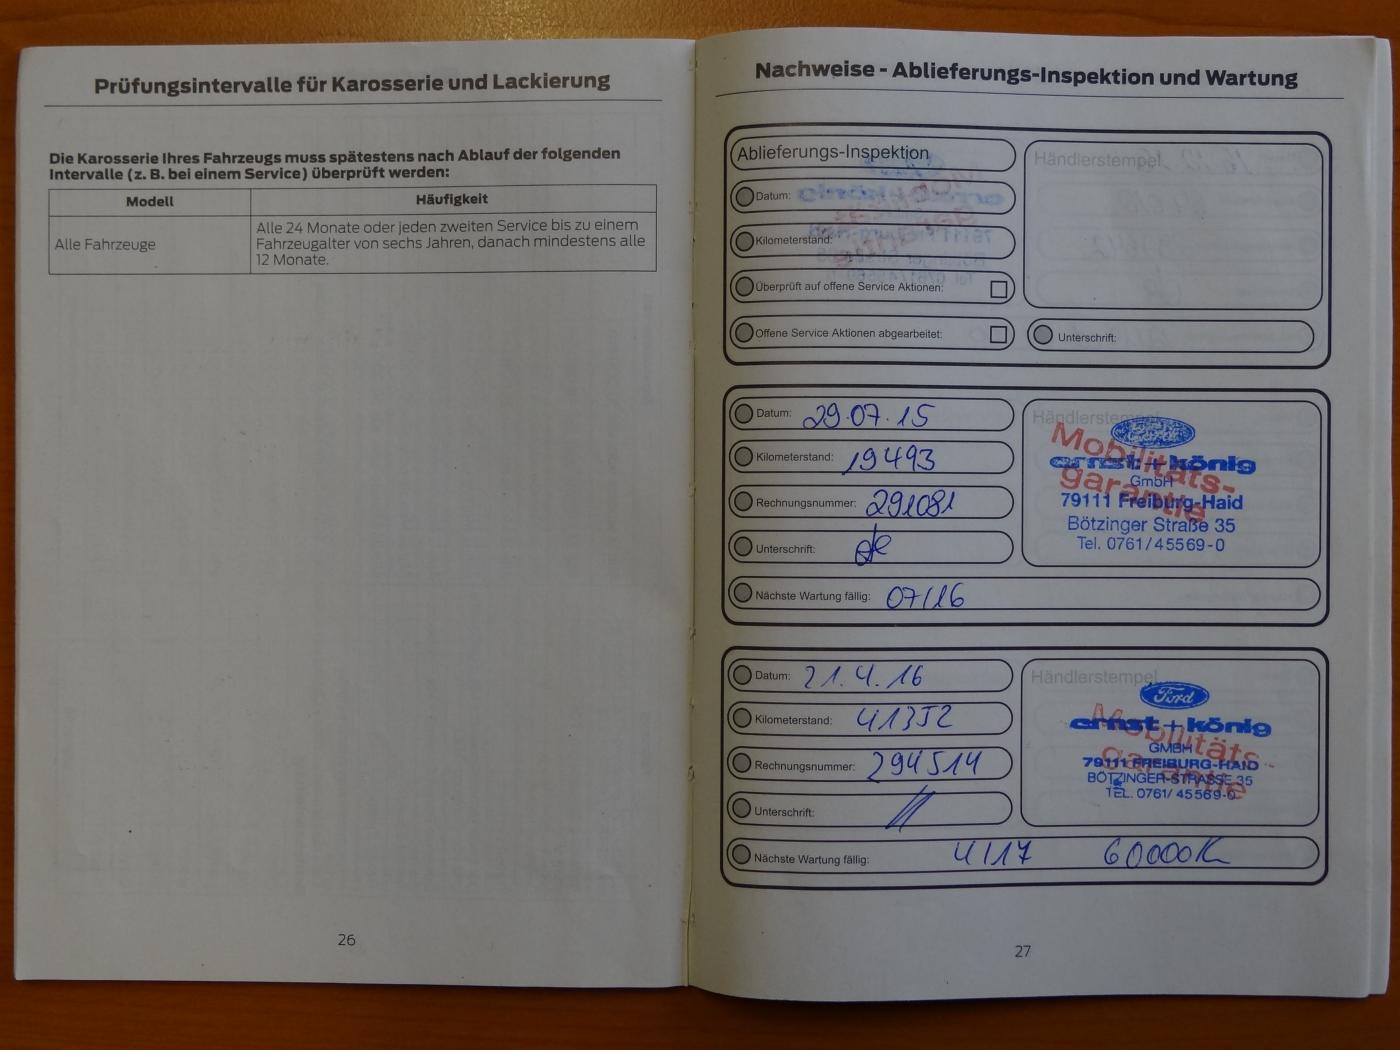 Prüfungsintervalle für Karosserie und Lackierung
Die Karosserie Ihres Fahrzeugs muss spätestens nach Ablauf der folgenden
Intervalle (z. B. bei einem Service) überprüft werden:
Modell
Häufigkeit
Alle Fahrzeuge
Alle 24 Monate oder jeden zweiten Service bis zu einem
Fahrzeugalter von sechs Jahren, danach mindestens alle
12 Monate.
26
Nachweise - Ablieferungs-Inspektion und Wartung
Ablieferungs-Inspektion
Händlerstempel
Datum:
Kilometerstand:
Überprüft auf offene Service Aktionen:
Offene Service Aktionen abgearbeitet:
Unterschrift:
Datum: 29.07.15
Kilometerstand: 19493
Rechnungsnummer: 291081
Unterschrift:
Nächste Wartung fällig: 07/16
Händlerstempel
Ford
Mobilitäts-
garantie
ernst+könig
GmbH
79111 Freiburg-Haid
Bötzinger Straße 35
Tel. 0761/45569-0
Datum: 21.4.16
Kilometerstand: 41352
Rechnungsnummer: 294514
Unterschrift:
Nächste Wartung fällig: 4/17 60000K
Händlerstempel
Ford
Mobilitäts
garantie
ernst+könig
GMBH
79111 FREIBURG-HAID
BÖTZINGER-STRASSE 35
TEL. 0761/45569-0
27